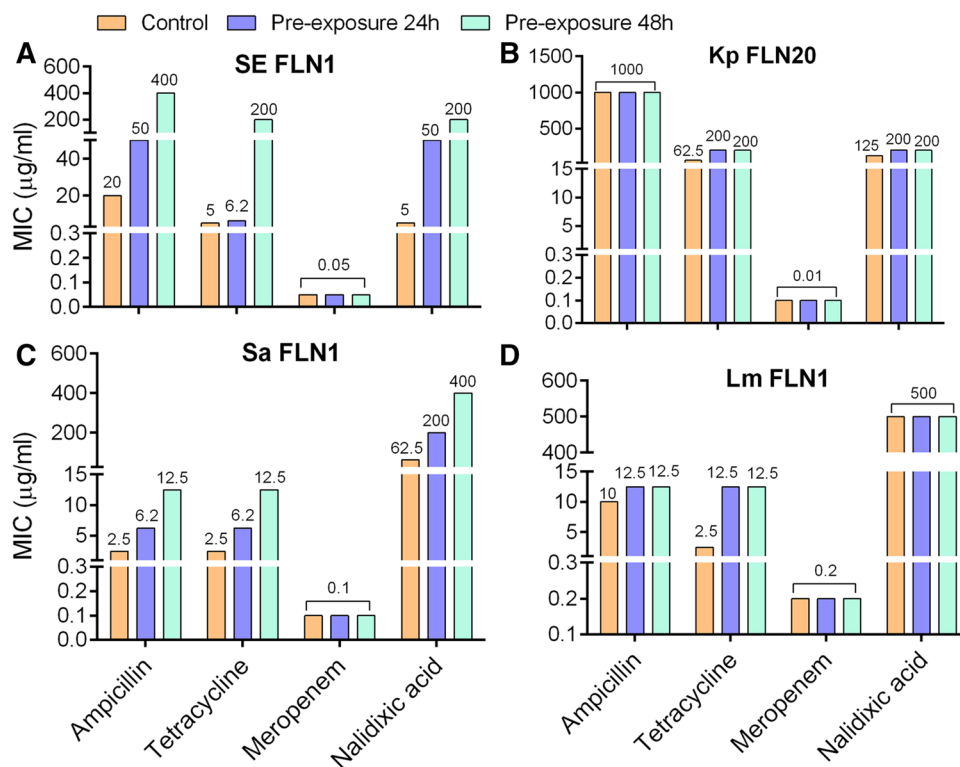 Control Pre-exposure 24h Pre-exposure 48h
A
SE FLN1
MIC (μg/ml)
600
400
200
40
20
0.3
0.2
0.1
0.0
20 50 400
5 6.2 200
0.05
5 50 200
B
Kp FLN20
1500
1000
500
15
10
5
0.3
0.2
0.1
0.0
1000
62.5 200 200
0.01
125 200 200
C
Sa FLN1
MIC (μg/ml)
600
400
200
15
10
5
0.3
0.2
0.1
0.0
2.5 6.2 12.5
2.5 6.2 12.5
0.1
62.5 200 400
Ampicillin
Tetracycline
Meropenem
Nalidixic acid
D
Lm FLN1
600
500
400
15
10
5
0.3
0.2
0.1
10 12.5 12.5
2.5 12.5 12.5
0.2
500
Ampicillin
Tetracycline
Meropenem
Nalidixic acid